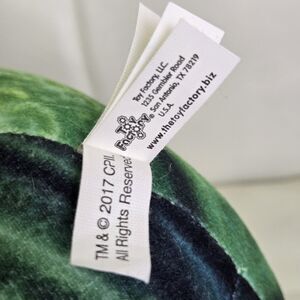 Toy Factory, LLC.
1235 Gembler Road
San Antonio, TX 78219
U.S.A.
www.thetoyfactory.biz
Toy
Factory
®
TM & © 2017 CPII
All Rights Reserved